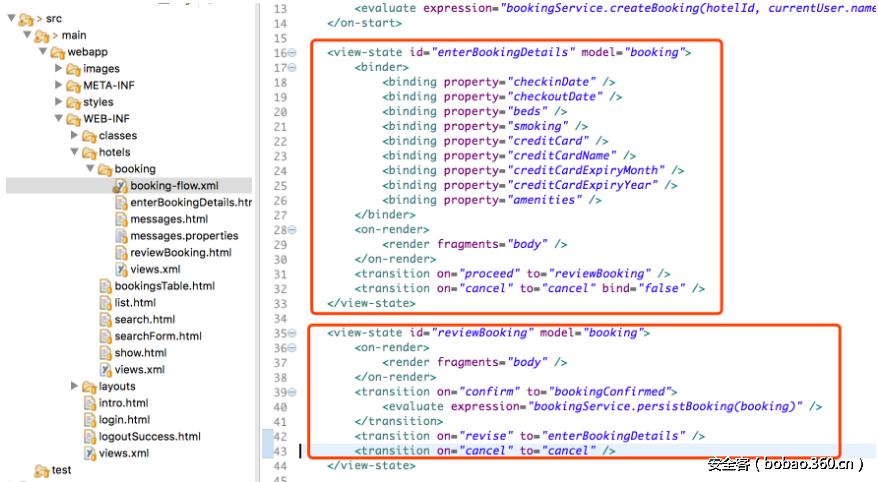 src
main
webapp
images
META-INF
styles
WEB-INF
classes
hotels
booking
booking-flow.xml
enterBookingDetails.htm
messages.html
messages.properties
reviewBooking.html
views.xml
bookingsTable.html
list.html
search.html
searchForm.html
show.html
views.xml
layouts
intro.html
login.html
logoutSuccess.html
views.xml
test
13 <evaluate expression="bookingService.createBooking(hotelId, currentUser.name
14 </on-start>
15
16 <view-state id="enterBookingDetails" model="booking">
17 <binder>
18 <binding property="checkinDate" />
19 <binding property="checkoutDate" />
20 <binding property="beds" />
21 <binding property="smoking" />
22 <binding property="creditCard" />
23 <binding property="creditCardName" />
24 <binding property="creditCardExpiryMonth" />
25 <binding property="creditCardExpiryYear" />
26 <binding property="amenities" />
27 </binder>
28 <on-render>
29 <render fragments="body" />
30 </on-render>
31 <transition on="proceed" to="reviewBooking" />
32 <transition on="cancel" to="cancel" bind="false" />
33 </view-state>
34
35 <view-state id="reviewBooking" model="booking">
36 <on-render>
37 <render fragments="body" />
38 </on-render>
39 <transition on="confirm" to="bookingConfirmed">
40 <evaluate expression="bookingService.persistBooking(booking)" />
41 </transition>
42 <transition on="revise" to="enterBookingDetails" />
43 <transition on="cancel" to="cancel" />
44 </view-state>
45
安全客（bobao.360.cn）